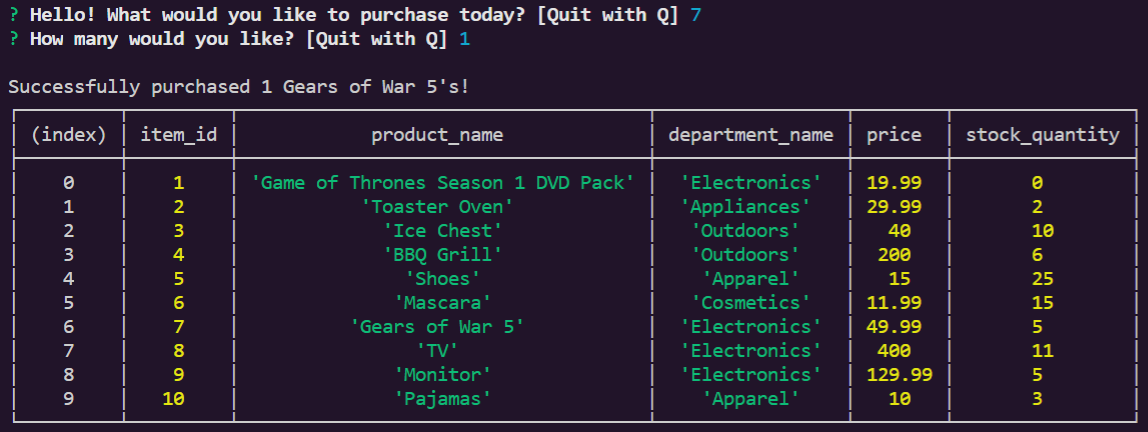 ? Hello! What would you like to purchase today? [Quit with Q] 7
? How many would you like? [Quit with Q] 1
Successfully purchased 1 Gears of War 5's!
(index) item_id product_name department_name price stock_quantity
0 1 'Game of Thrones Season 1 DVD Pack' 'Electronics' 19.99 0
1 2 'Toaster Oven' 'Appliances' 29.99 2
2 3 'Ice Chest' 'Outdoors' 40 10
3 4 'BBQ Grill' 'Outdoors' 200 6
4 5 'Shoes' 'Apparel' 15 25
5 6 'Mascara' 'Cosmetics' 11.99 15
6 7 'Gears of War 5' 'Electronics' 49.99 5
7 8 'TV' 'Electronics' 400 11
8 9 'Monitor' 'Electronics' 129.99 5
9 10 'Pajamas' 'Apparel' 10 3